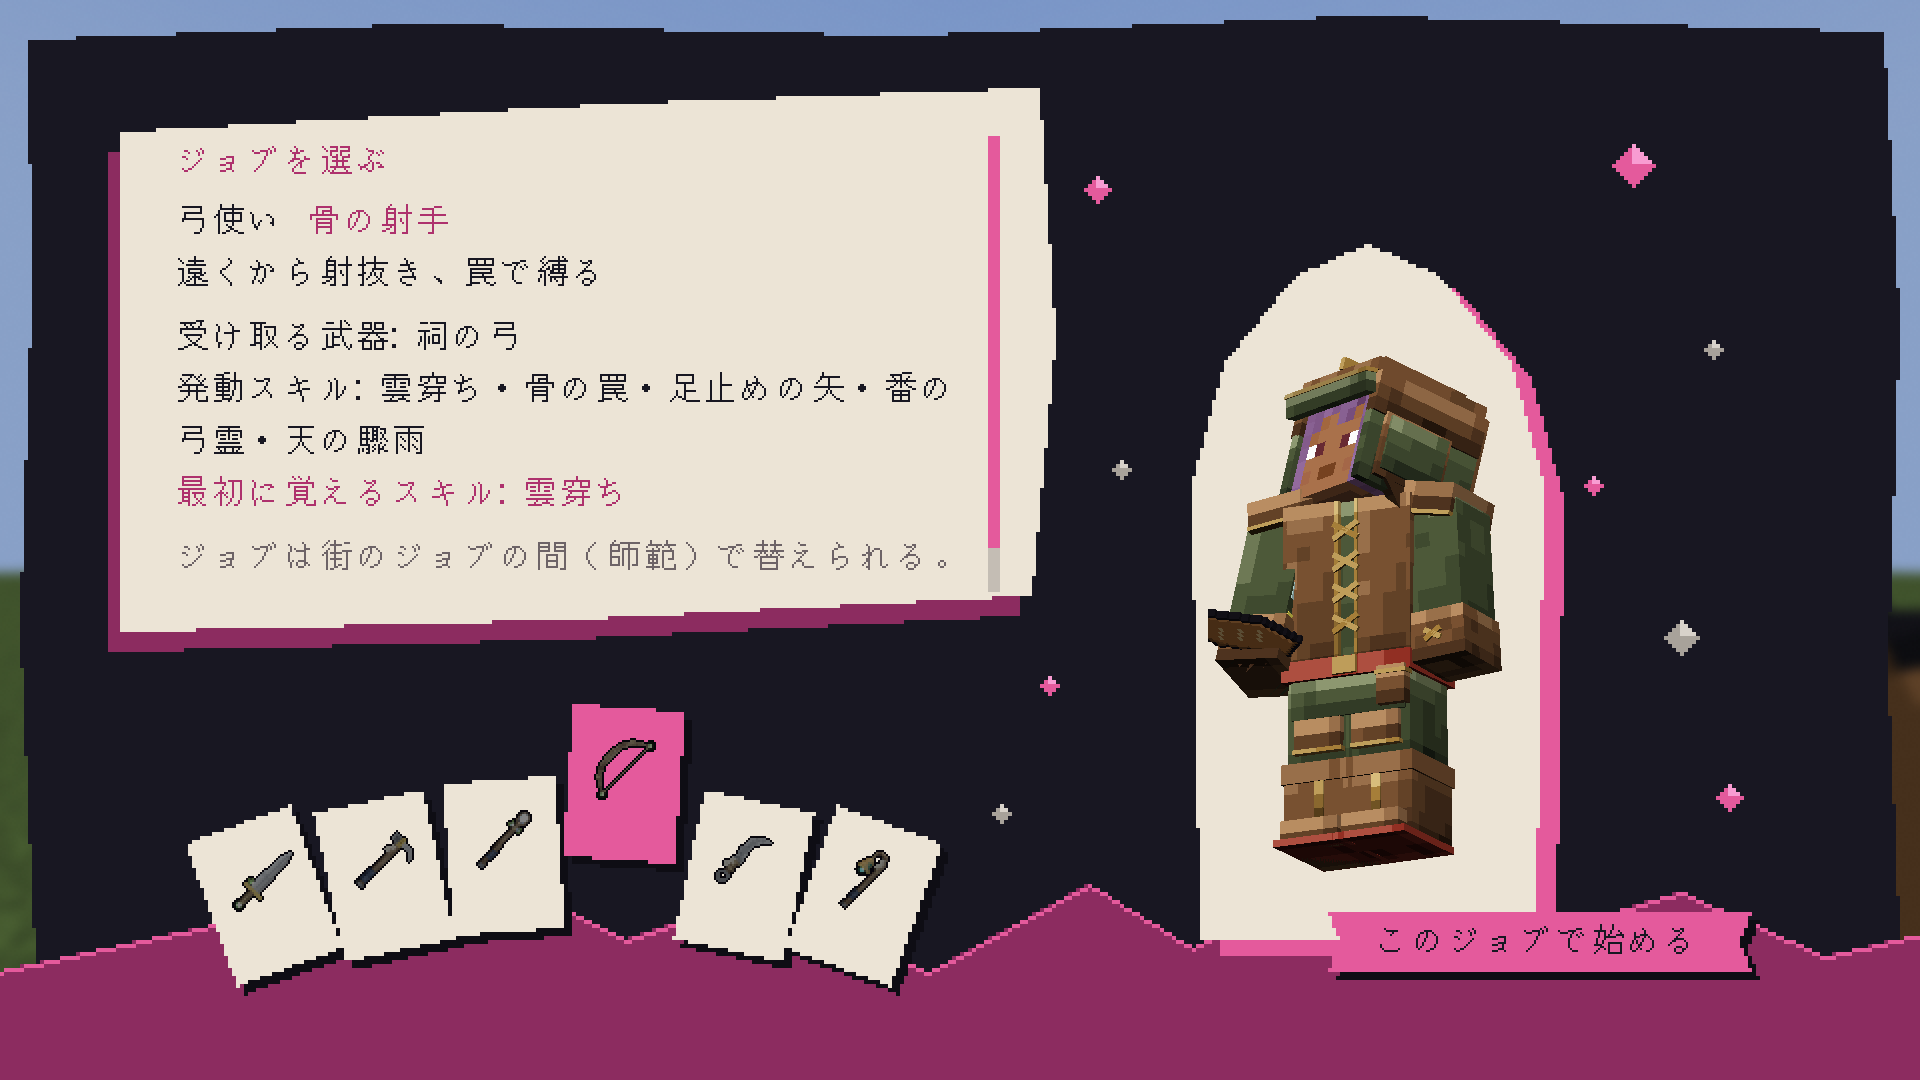 ジョブを選ぶ
弓使い 骨の射手
遠くから射抜き、罠で縛る
受け取る武器: 祠の弓
発動スキル: 雲穿ち・骨の罠・足止めの矢・番の
弓霊・天の驟雨
最初に覚えるスキル: 雲穿ち
ジョブは街のジョブの間（師範）で替えられる。
このジョブで始める